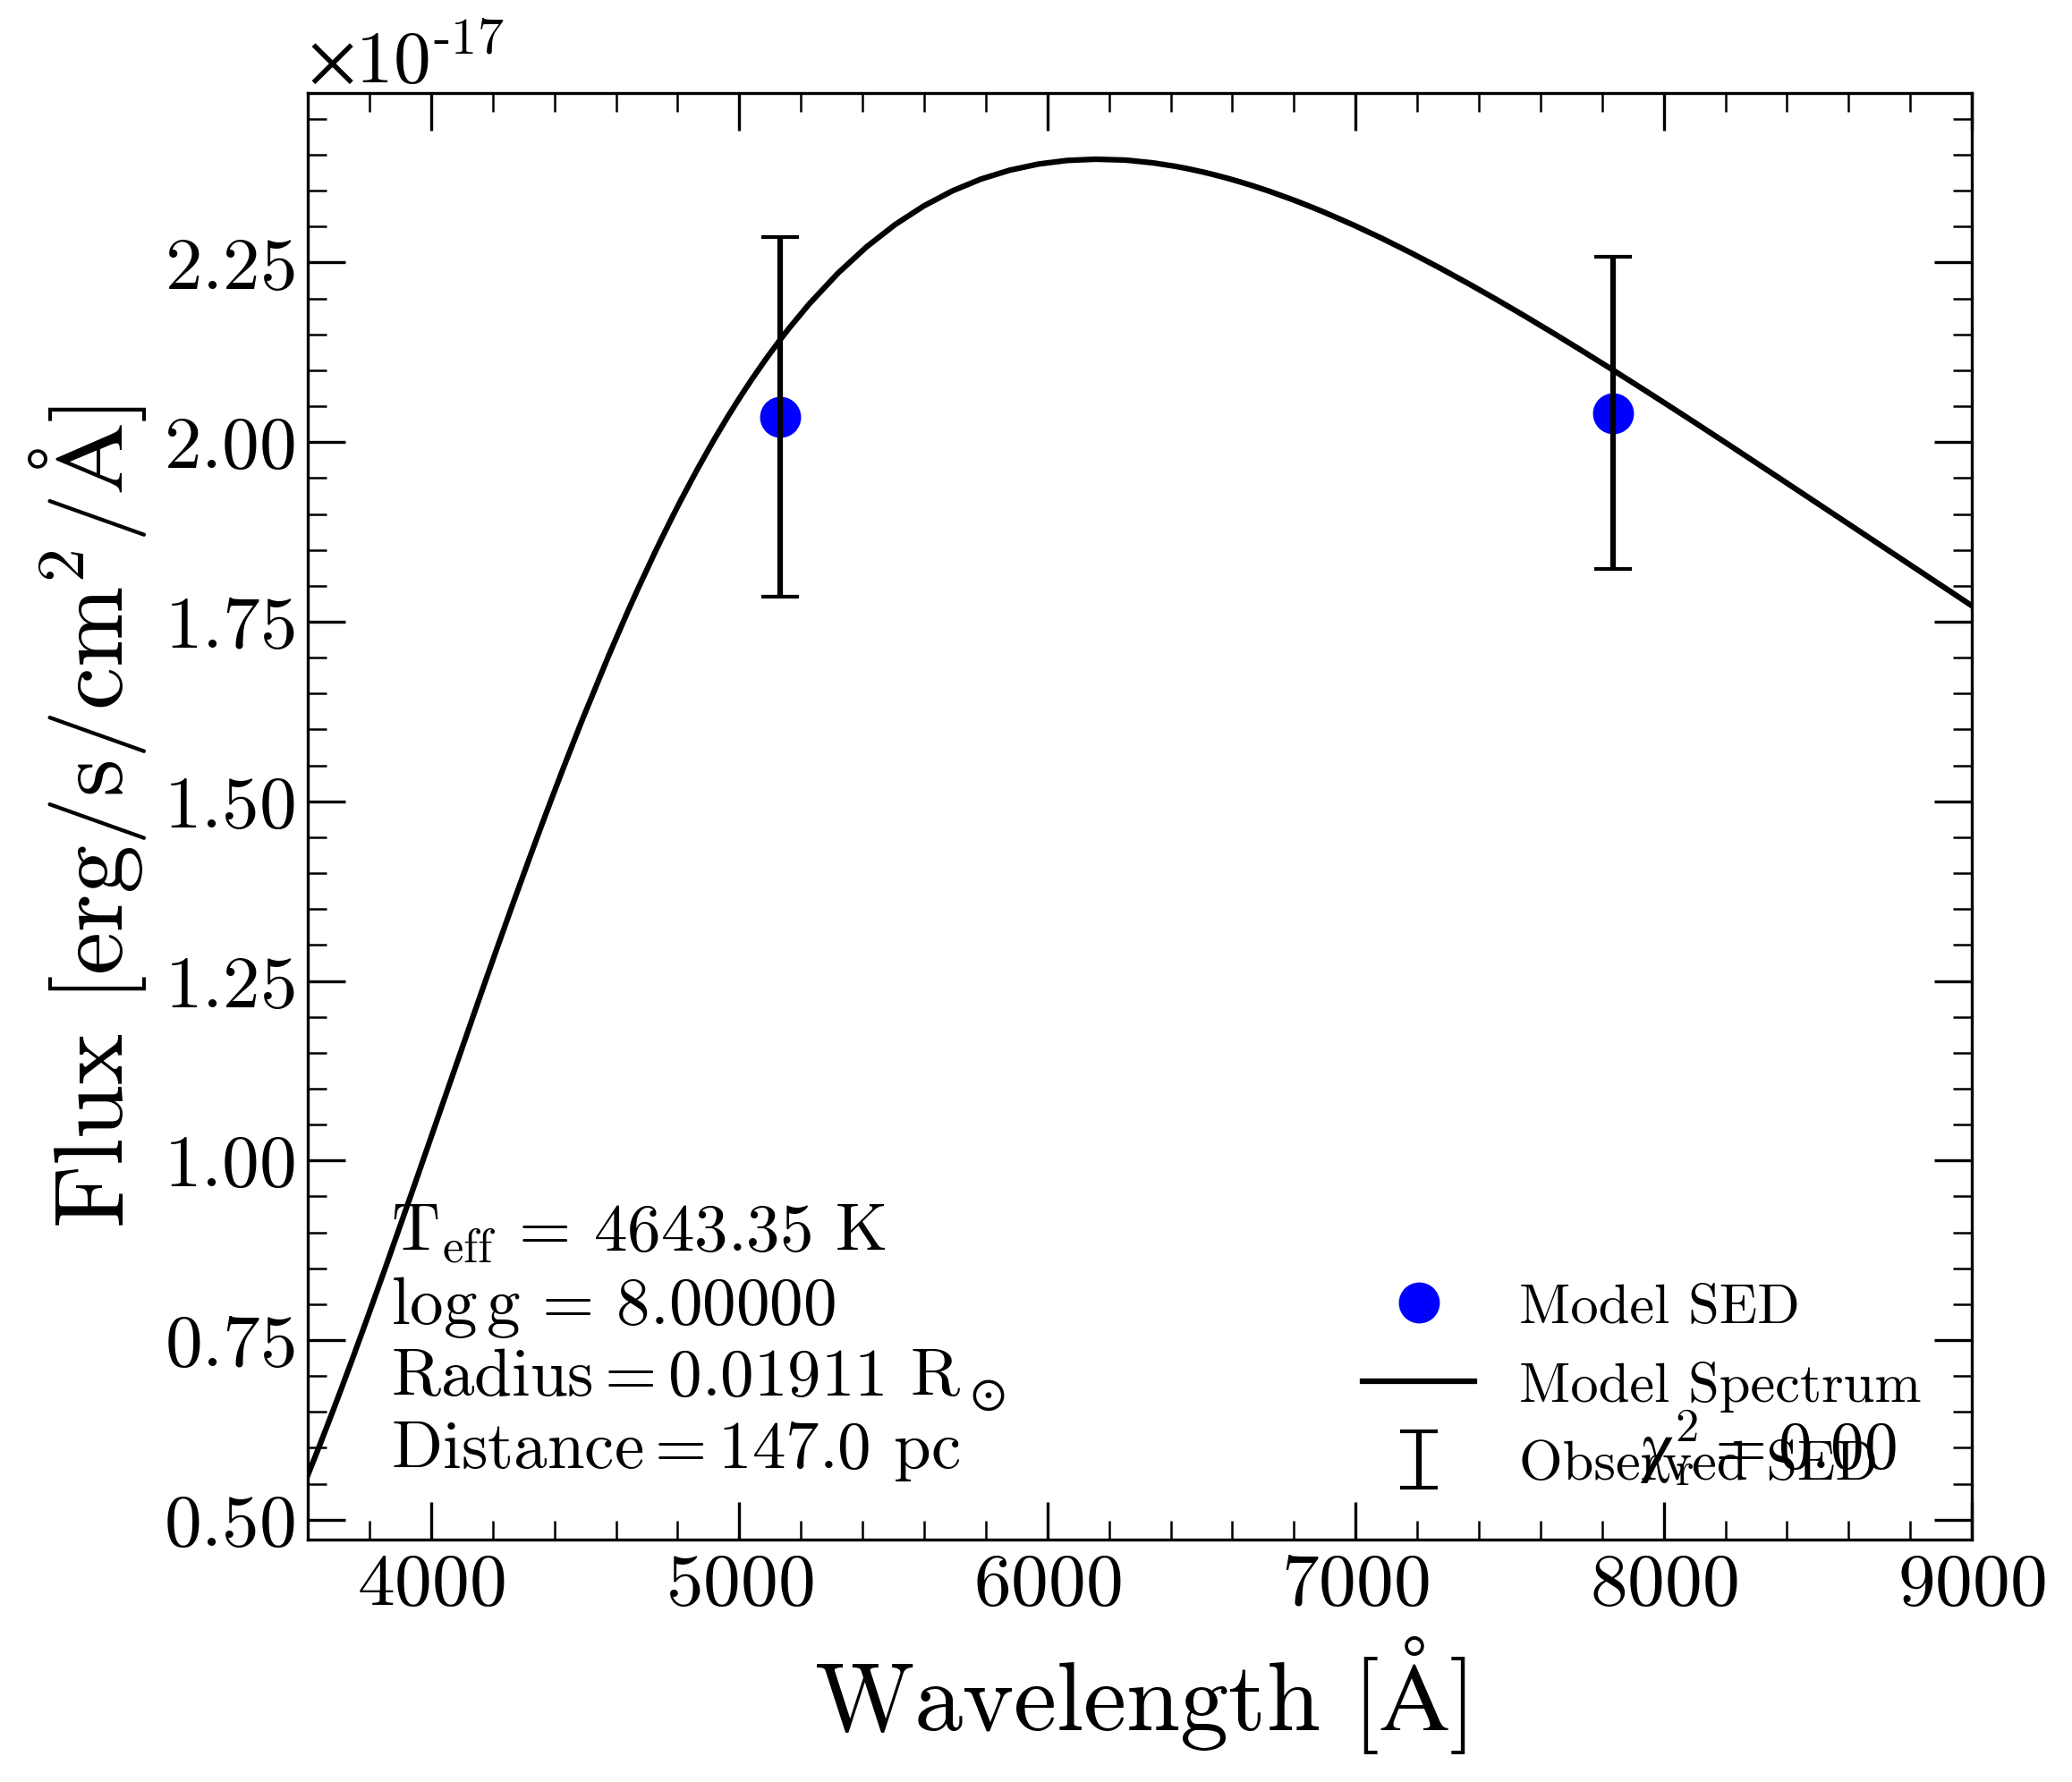 ×10-17
Flux [erg/s/cm2/Å]
2.25
2.00
1.75
1.50
1.25
1.00
0.75
0.50
Teff = 4643.35 K
log g = 8.00000
Radius = 0.01911 R⊙
Distance = 147.0 pc
Model SED
Model Spectrum
Observed SED
χ2r = 0.00
4000 5000 6000 7000 8000 9000
Wavelength [Å]